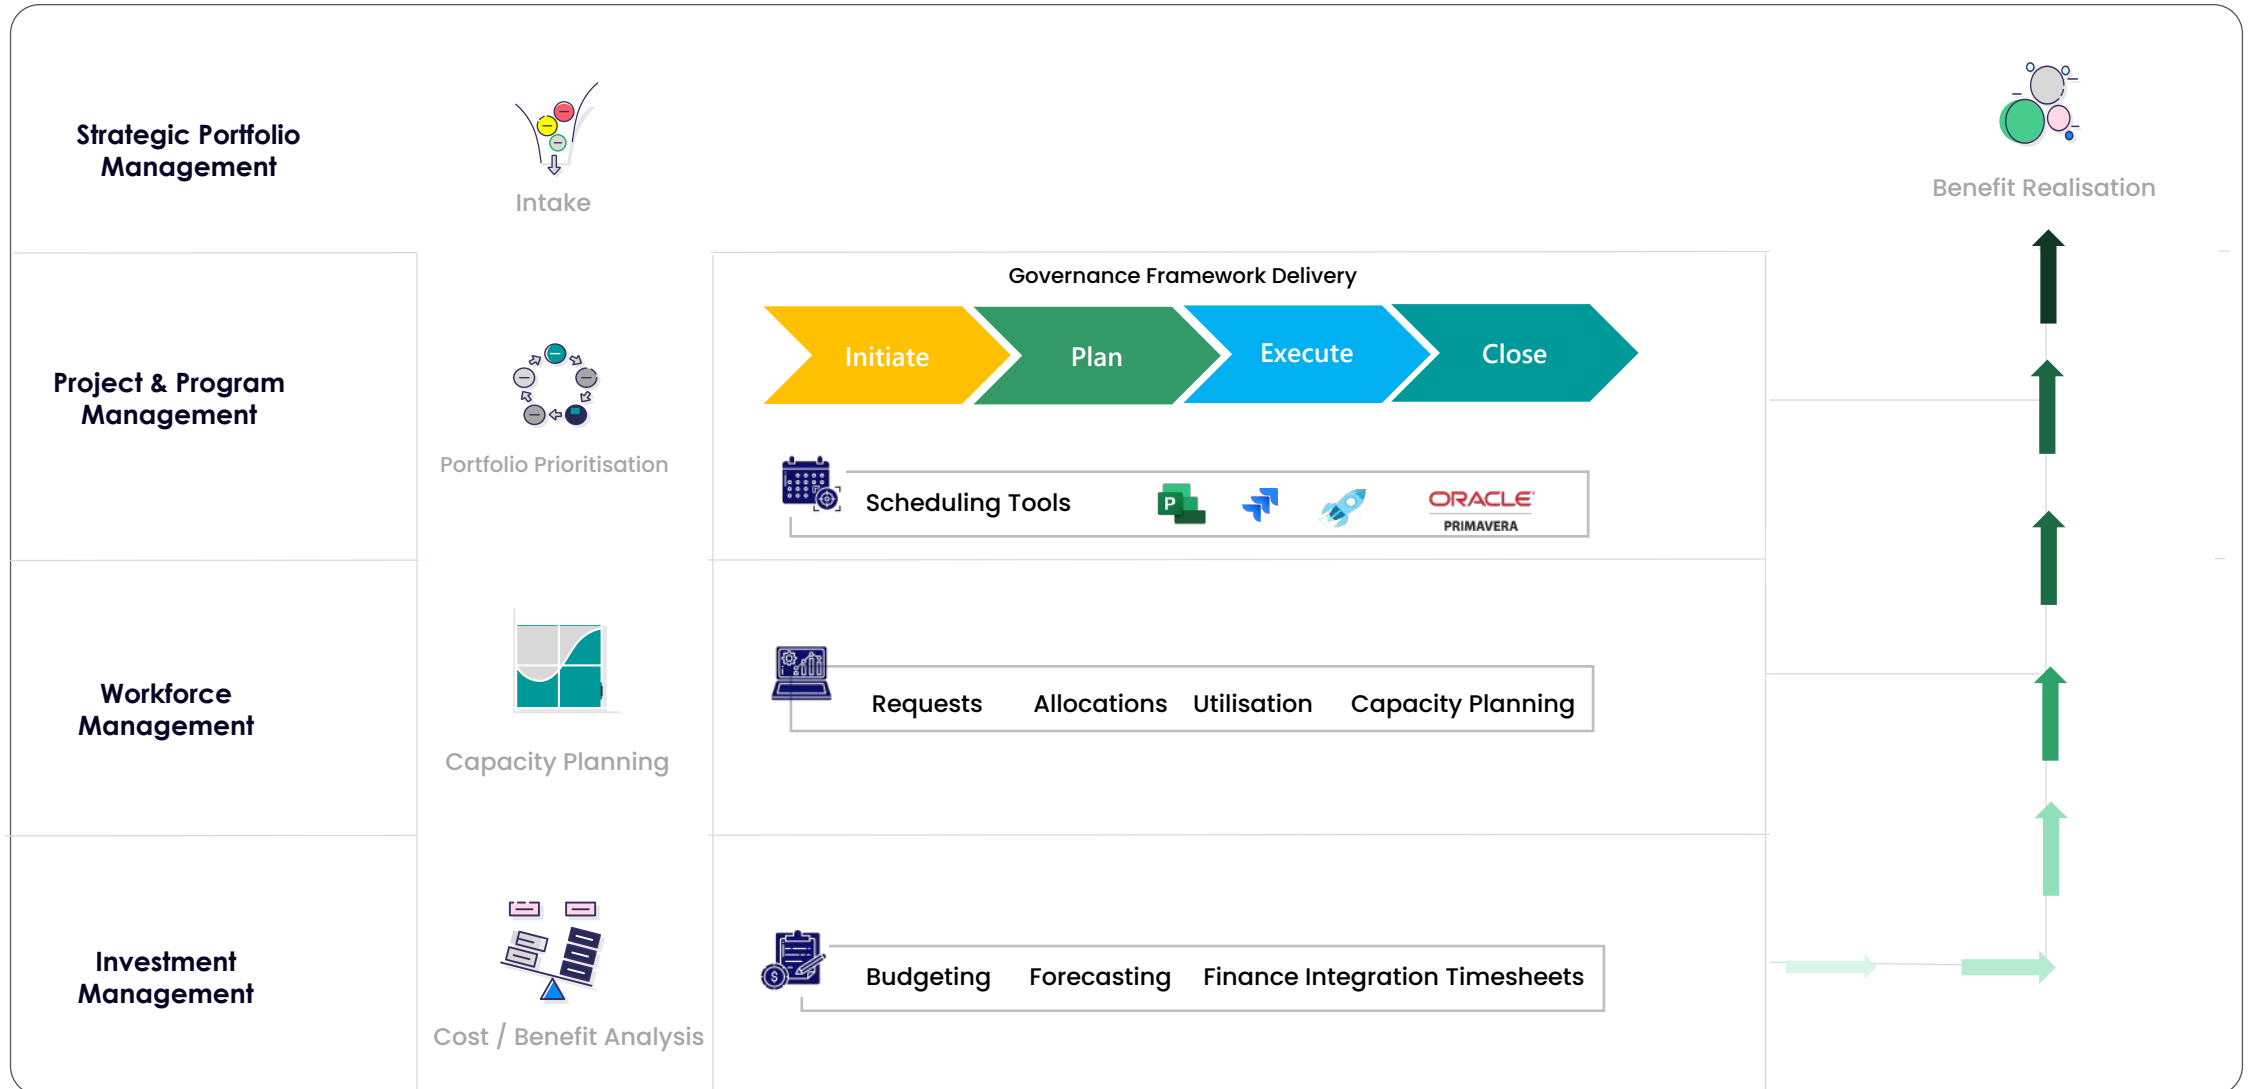 Strategic Portfolio
Management
Intake
Benefit Realisation
Project & Program
Management
Portfolio Prioritisation
Governance Framework Delivery
Initiate
Plan
Execute
Close
Scheduling Tools
P
ORACLE
PRIMAVERA
Workforce
Management
Capacity Planning
Requests Allocations Utilisation Capacity Planning
Investment
Management
Cost / Benefit Analysis
$
Budgeting Forecasting Finance Integration Timesheets